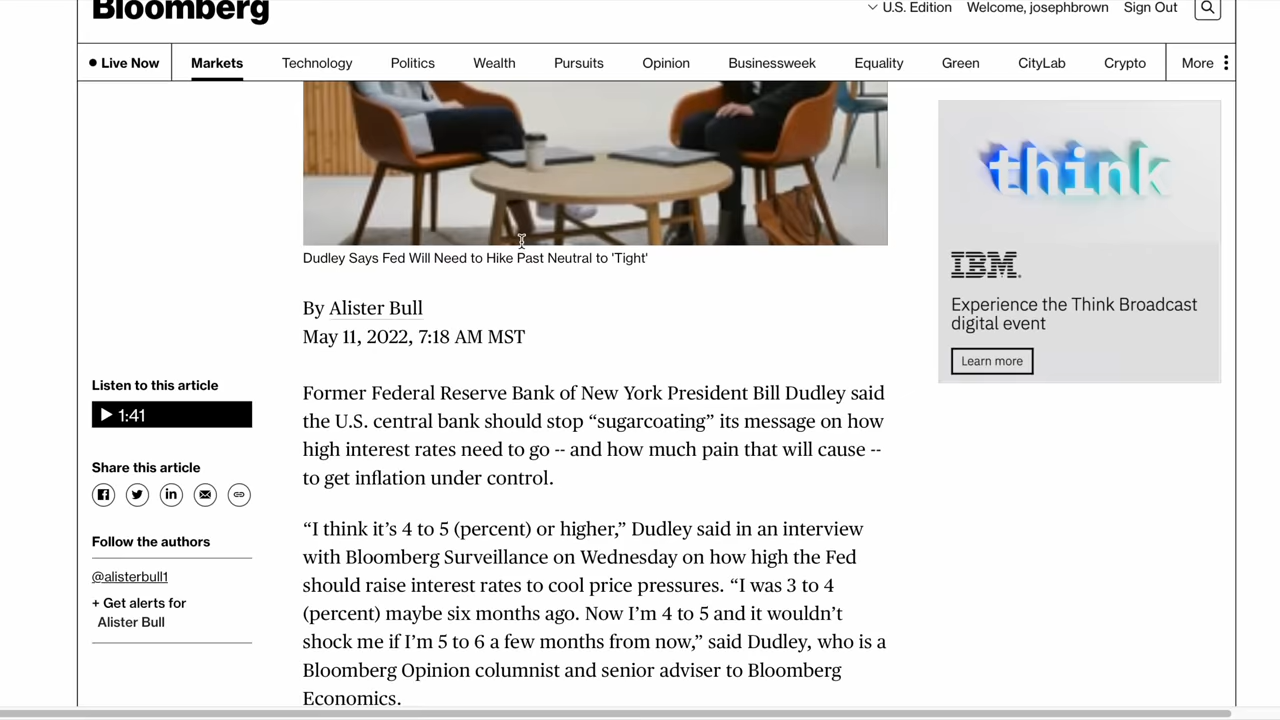 Bloomberg
U.S. Edition Welcome, josephbrown Sign Out
Live Now Markets Technology Politics Wealth Pursuits Opinion Businessweek Equality Green CityLab Crypto More
think
IBM
Experience the Think Broadcast
digital event
Learn more
Dudley Says Fed Will Need to Hike Past Neutral to 'Tight'
By Alister Bull
May 11, 2022, 7:18 AM MST
Listen to this article
1:41
Share this article
Follow the authors
@alisterbull1
+ Get alerts for
Alister Bull
Former Federal Reserve Bank of New York President Bill Dudley said
the U.S. central bank should stop “sugarcoating” its message on how
high interest rates need to go -- and how much pain that will cause --
to get inflation under control.
“I think it’s 4 to 5 (percent) or higher,” Dudley said in an interview
with Bloomberg Surveillance on Wednesday on how high the Fed
should raise interest rates to cool price pressures. “I was 3 to 4
(percent) maybe six months ago. Now I’m 4 to 5 and it wouldn’t
shock me if I’m 5 to 6 a few months from now,” said Dudley, who is a
Bloomberg Opinion columnist and senior adviser to Bloomberg
Economics.